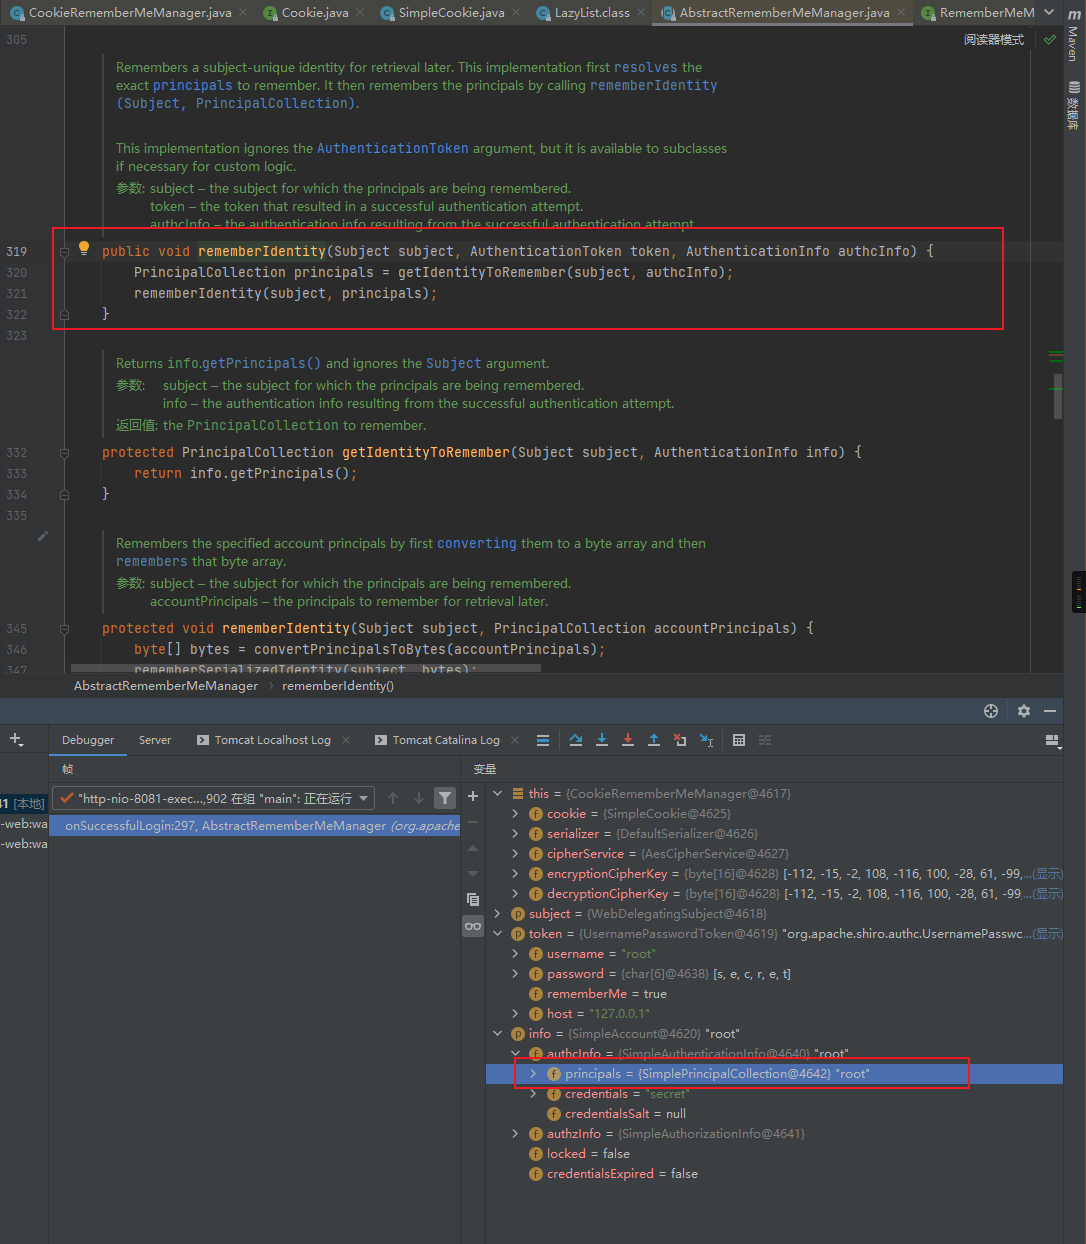 CookieRememberMeManager.java
Cookie.java
SimpleCookie.java
LazyList.class
AbstractRememberMeManager.java
RememberMeM
m
Maven
数据库
阅读器模式
305
Remembers a subject-unique identity for retrieval later. This implementation first resolves the
exact principals to remember. It then remembers the principals by calling rememberIdentity
(Subject, PrincipalCollection).
This implementation ignores the AuthenticationToken argument, but it is available to subclasses
if necessary for custom logic.
参数: subject – the subject for which the principals are being remembered.
token – the token that resulted in a successful authentication attempt.
authcInfo – the authentication info resulting from the successful authentication attempt
319 public void rememberIdentity(Subject subject, AuthenticationToken token, AuthenticationInfo authcInfo) {
320 PrincipalCollection principals = getIdentityToRemember(subject, authcInfo);
321 rememberIdentity(subject, principals);
322 }
323
Returns info.getPrincipals() and ignores the Subject argument.
参数: subject – the subject for which the principals are being remembered.
info – the authentication info resulting from the successful authentication attempt.
返回值: the PrincipalCollection to remember.
332 protected PrincipalCollection getIdentityToRemember(Subject subject, AuthenticationInfo info) {
333 return info.getPrincipals();
334 }
335
Remembers the specified account principals by first converting them to a byte array and then
remembers that byte array.
参数: subject – the subject for which the principals are being remembered.
accountPrincipals – the principals to remember for retrieval later.
345 protected void rememberIdentity(Subject subject, PrincipalCollection accountPrincipals) {
346 byte[] bytes = convertPrincipalsToBytes(accountPrincipals);
347 rememberSerializedIdentity(subject, bytes);
AbstractRememberMeManager › rememberIdentity()
Debugger
Server
Tomcat Localhost Log
Tomcat Catalina Log
帧
变量
41 [本地]
-web:wa
-web:wa
"http-nio-8081-exec...,902 在组 "main": 正在运行
onSuccessfulLogin:297, AbstractRememberMeManager (org.apache
this = {CookieRememberMeManager@4617}
cookie = {SimpleCookie@4625}
serializer = {DefaultSerializer@4626}
cipherService = {AesCipherService@4627}
encryptionCipherKey = {byte[16]@4628} [-112, -15, -2, 108, -116, 100, -28, 61, -99,...(显示)
decryptionCipherKey = {byte[16]@4628} [-112, -15, -2, 108, -116, 100, -28, 61, -99,...(显示)
subject = {WebDelegatingSubject@4618}
token = {UsernamePasswordToken@4619} "org.apache.shiro.authc.UsernamePasswc...(显示)
username = "root"
password = {char[6]@4638} [s, e, c, r, e, t]
rememberMe = true
host = "127.0.0.1"
info = {SimpleAccount@4620} "root"
authcInfo = {SimpleAuthenticationInfo@4640} "root"
principals = {SimplePrincipalCollection@4642} "root"
credentials = "secret"
credentialsSalt = null
authzInfo = {SimpleAuthorizationInfo@4641}
locked = false
credentialsExpired = false